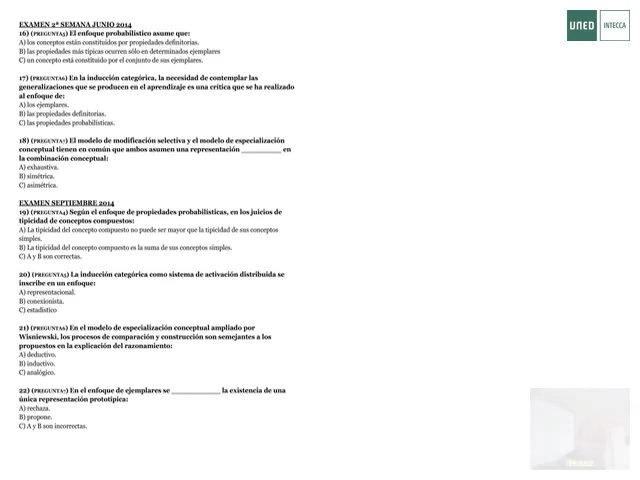 EXAMEN 2ª SEMANA JUNIO 2014
16) (PREGUNTA5) El enfoque probabilístico asume que:
A) los conceptos están constituidos por propiedades definitorias.
B) las propiedades más típicas ocurren sólo en determinados ejemplares
C) un concepto está constituido por el conjunto de sus ejemplares.
17) (PREGUNTA6) En la inducción categórica, la necesidad de contemplar las
generalizaciones que se producen en el aprendizaje es una crítica que se ha realizado
al enfoque de:
A) los ejemplares.
B) las propiedades definitorias.
C) las propiedades probabilísticas.
18) (PREGUNTA7) El modelo de modificación selectiva y el modelo de especialización
conceptual tienen en común que ambos asumen una representación __________ en
la combinación conceptual:
A) exhaustiva.
B) simétrica.
C) asimétrica.
EXAMEN SEPTIEMBRE 2014
19) (PREGUNTA4) Según el enfoque de propiedades probabilísticas, en los juicios de
tipicidad de conceptos compuestos:
A) La tipicidad del concepto compuesto no puede ser mayor que la tipicidad de sus conceptos
simples.
B) La tipicidad del concepto compuesto es la suma de sus conceptos simples.
C) A y B son correctas.
20) (PREGUNTA5) La inducción categórica como sistema de activación distribuida se
inscribe en un enfoque:
A) representacional.
B) conexionista.
C) estadístico
21) (PREGUNTA6) En el modelo de especialización conceptual ampliado por
Wisniewski, los procesos de comparación y construcción son semejantes a los
propuestos en la explicación del razonamiento:
A) deductivo.
B) inductivo.
C) analógico.
22) (PREGUNTA7) En el enfoque de ejemplares se ____________ la existencia de una
única representación prototípica:
A) rechaza.
B) propone.
C) A y B son incorrectas.
UNED INTECCA